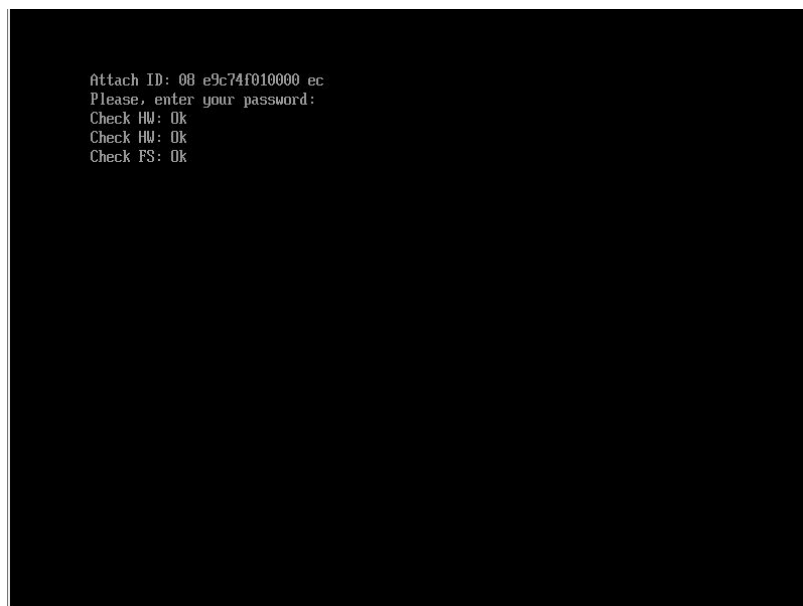 Attach ID: 08 e9c74f010000 ec
Please, enter your password:
Check HW: Ok
Check HW: Ok
Check FS: Ok